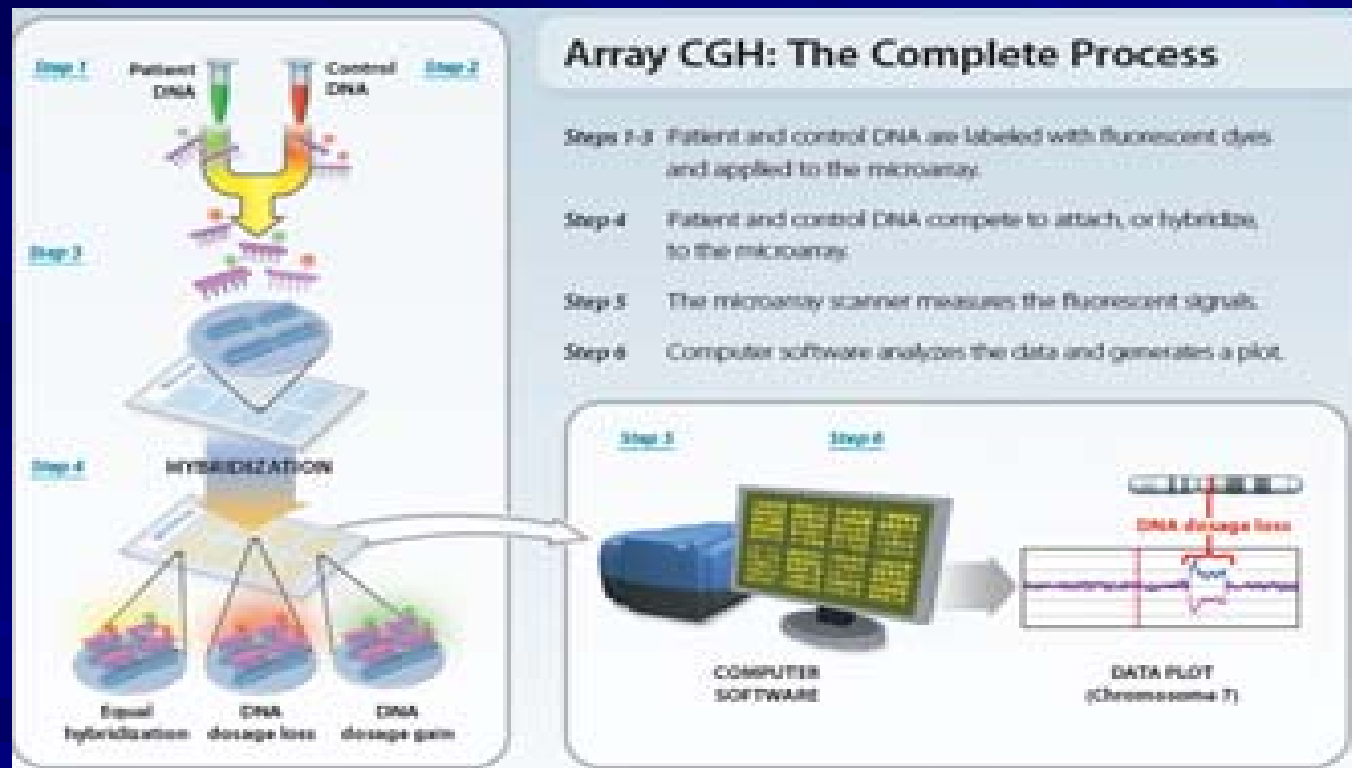 Array CGH: The Complete Process
Step 1
Patient
DNA
Control
DNA
Step 2
Step 3
Step 4
HYBRIDIZATION
Equal
hybridization
DNA
dosage loss
DNA
dosage gain
Steps 1-3 Patient and control DNA are labeled with fluorescent dyes
and applied to the microarray.
Step 4 Patient and control DNA compete to attach, or hybridize,
to the microarray.
Step 5 The microarray scanner measures the fluorescent signals.
Step 6 Computer software analyzes the data and generates a plot.
Step 5
Step 6
DNA dosage loss
COMPUTER
SOFTWARE
DATA PLOT
(Chromosome 7)